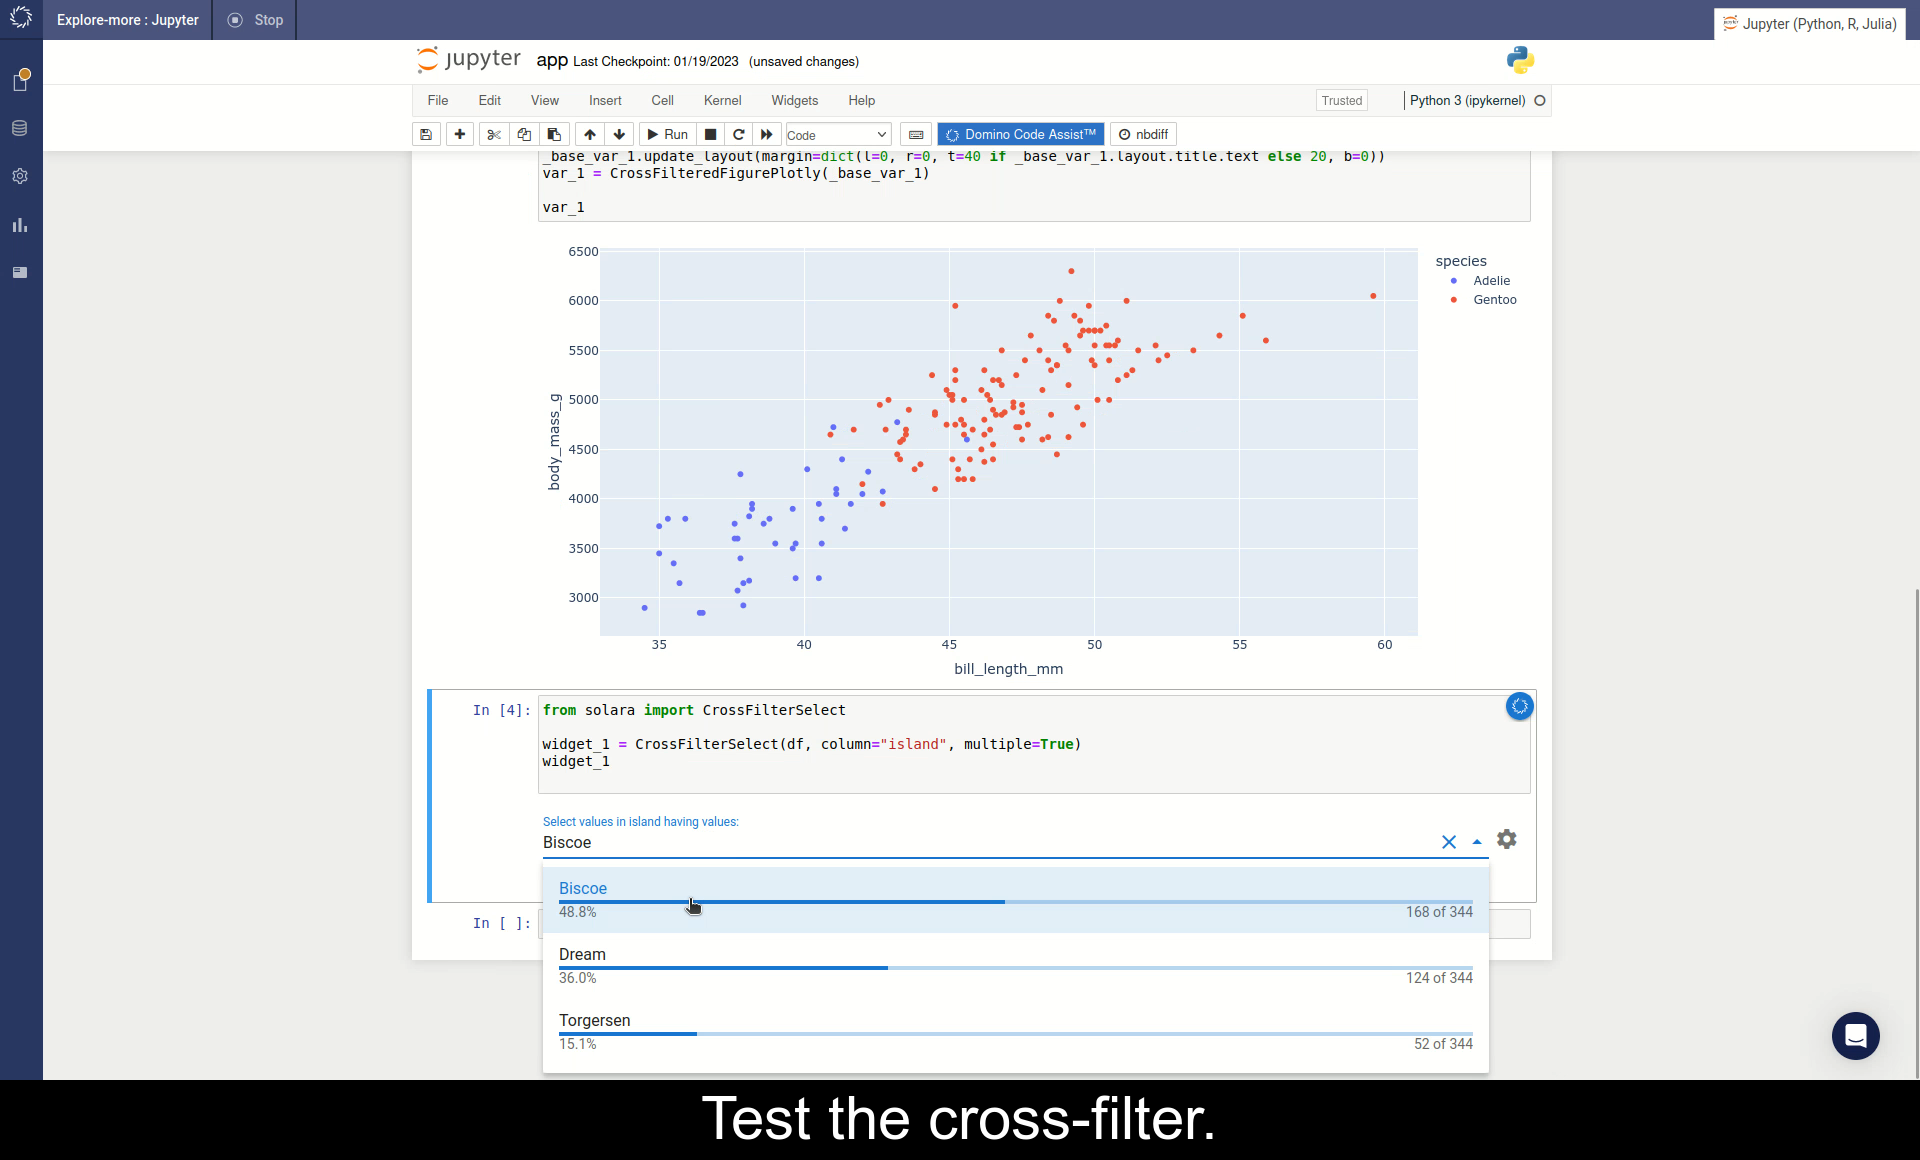 Explore-more : Jupyter
Stop
Jupyter (Python, R, Julia)
jupyter app Last Checkpoint: 01/19/2023 (unsaved changes)
File Edit View Insert Cell Kernel Widgets Help Trusted Python 3 (ipykernel)
Run Code Domino Code Assist™ nbdiff
_base_var_1.update_layout(margin=dict(l=0, r=0, t=40 if _base_var_1.layout.title.text else 20, b=0))
var_1 = CrossFilteredFigurePlotly(_base_var_1)
var_1
6500
6000
5500
5000
4500
4000
3500
3000
body_mass_g
35 40 45 50 55 60
bill_length_mm
species
Adelie
Gentoo
In [4]:
from solara import CrossFilterSelect
widget_1 = CrossFilterSelect(df, column="island", multiple=True)
widget_1
Select values in island having values:
Biscoe
Biscoe
48.8% 168 of 344
Dream
36.0% 124 of 344
Torgersen
15.1% 52 of 344
In [ ]:
Test the cross-filter.